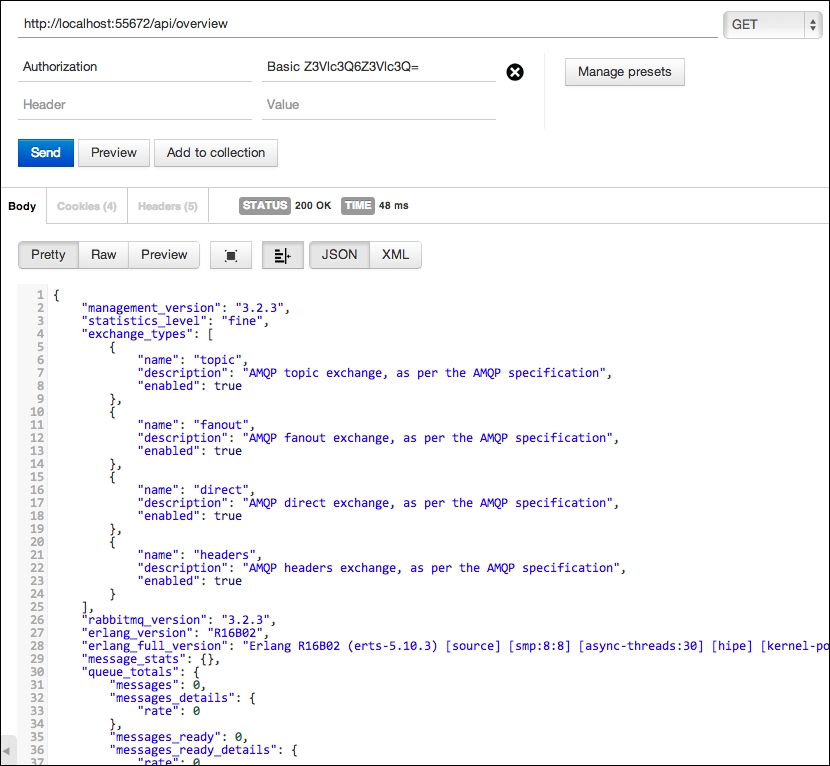 http://localhost:55672/api/overview GET
Authorization Basic Z3Vlc3Q6Z3Vlc3Q= Manage presets
Header Value
Send Preview Add to collection
Body Cookies (4) Headers (5) STATUS 200 OK TIME 48 ms
Pretty Raw Preview JSON XML
1 {
2 "management_version": "3.2.3",
3 "statistics_level": "fine",
4 "exchange_types": [
5 {
6 "name": "topic",
7 "description": "AMQP topic exchange, as per the AMQP specification",
8 "enabled": true
9 },
10 {
11 "name": "fanout",
12 "description": "AMQP fanout exchange, as per the AMQP specification",
13 "enabled": true
14 },
15 {
16 "name": "direct",
17 "description": "AMQP direct exchange, as per the AMQP specification",
18 "enabled": true
19 },
20 {
21 "name": "headers",
22 "description": "AMQP headers exchange, as per the AMQP specification",
23 "enabled": true
24 }
25 ],
26 "rabbitmq_version": "3.2.3",
27 "erlang_version": "R16B02",
28 "erlang_full_version": "Erlang R16B02 (erts-5.10.3) [source] [smp:8:8] [async-threads:30] [hipe] [kernel-po
29 "message_stats": {},
30 "queue_totals": {
31 "messages": 0,
32 "messages_details": {
33 "rate": 0
34 },
35 "messages_ready": 0,
36 "messages_ready_details": {
37 "rate": 0